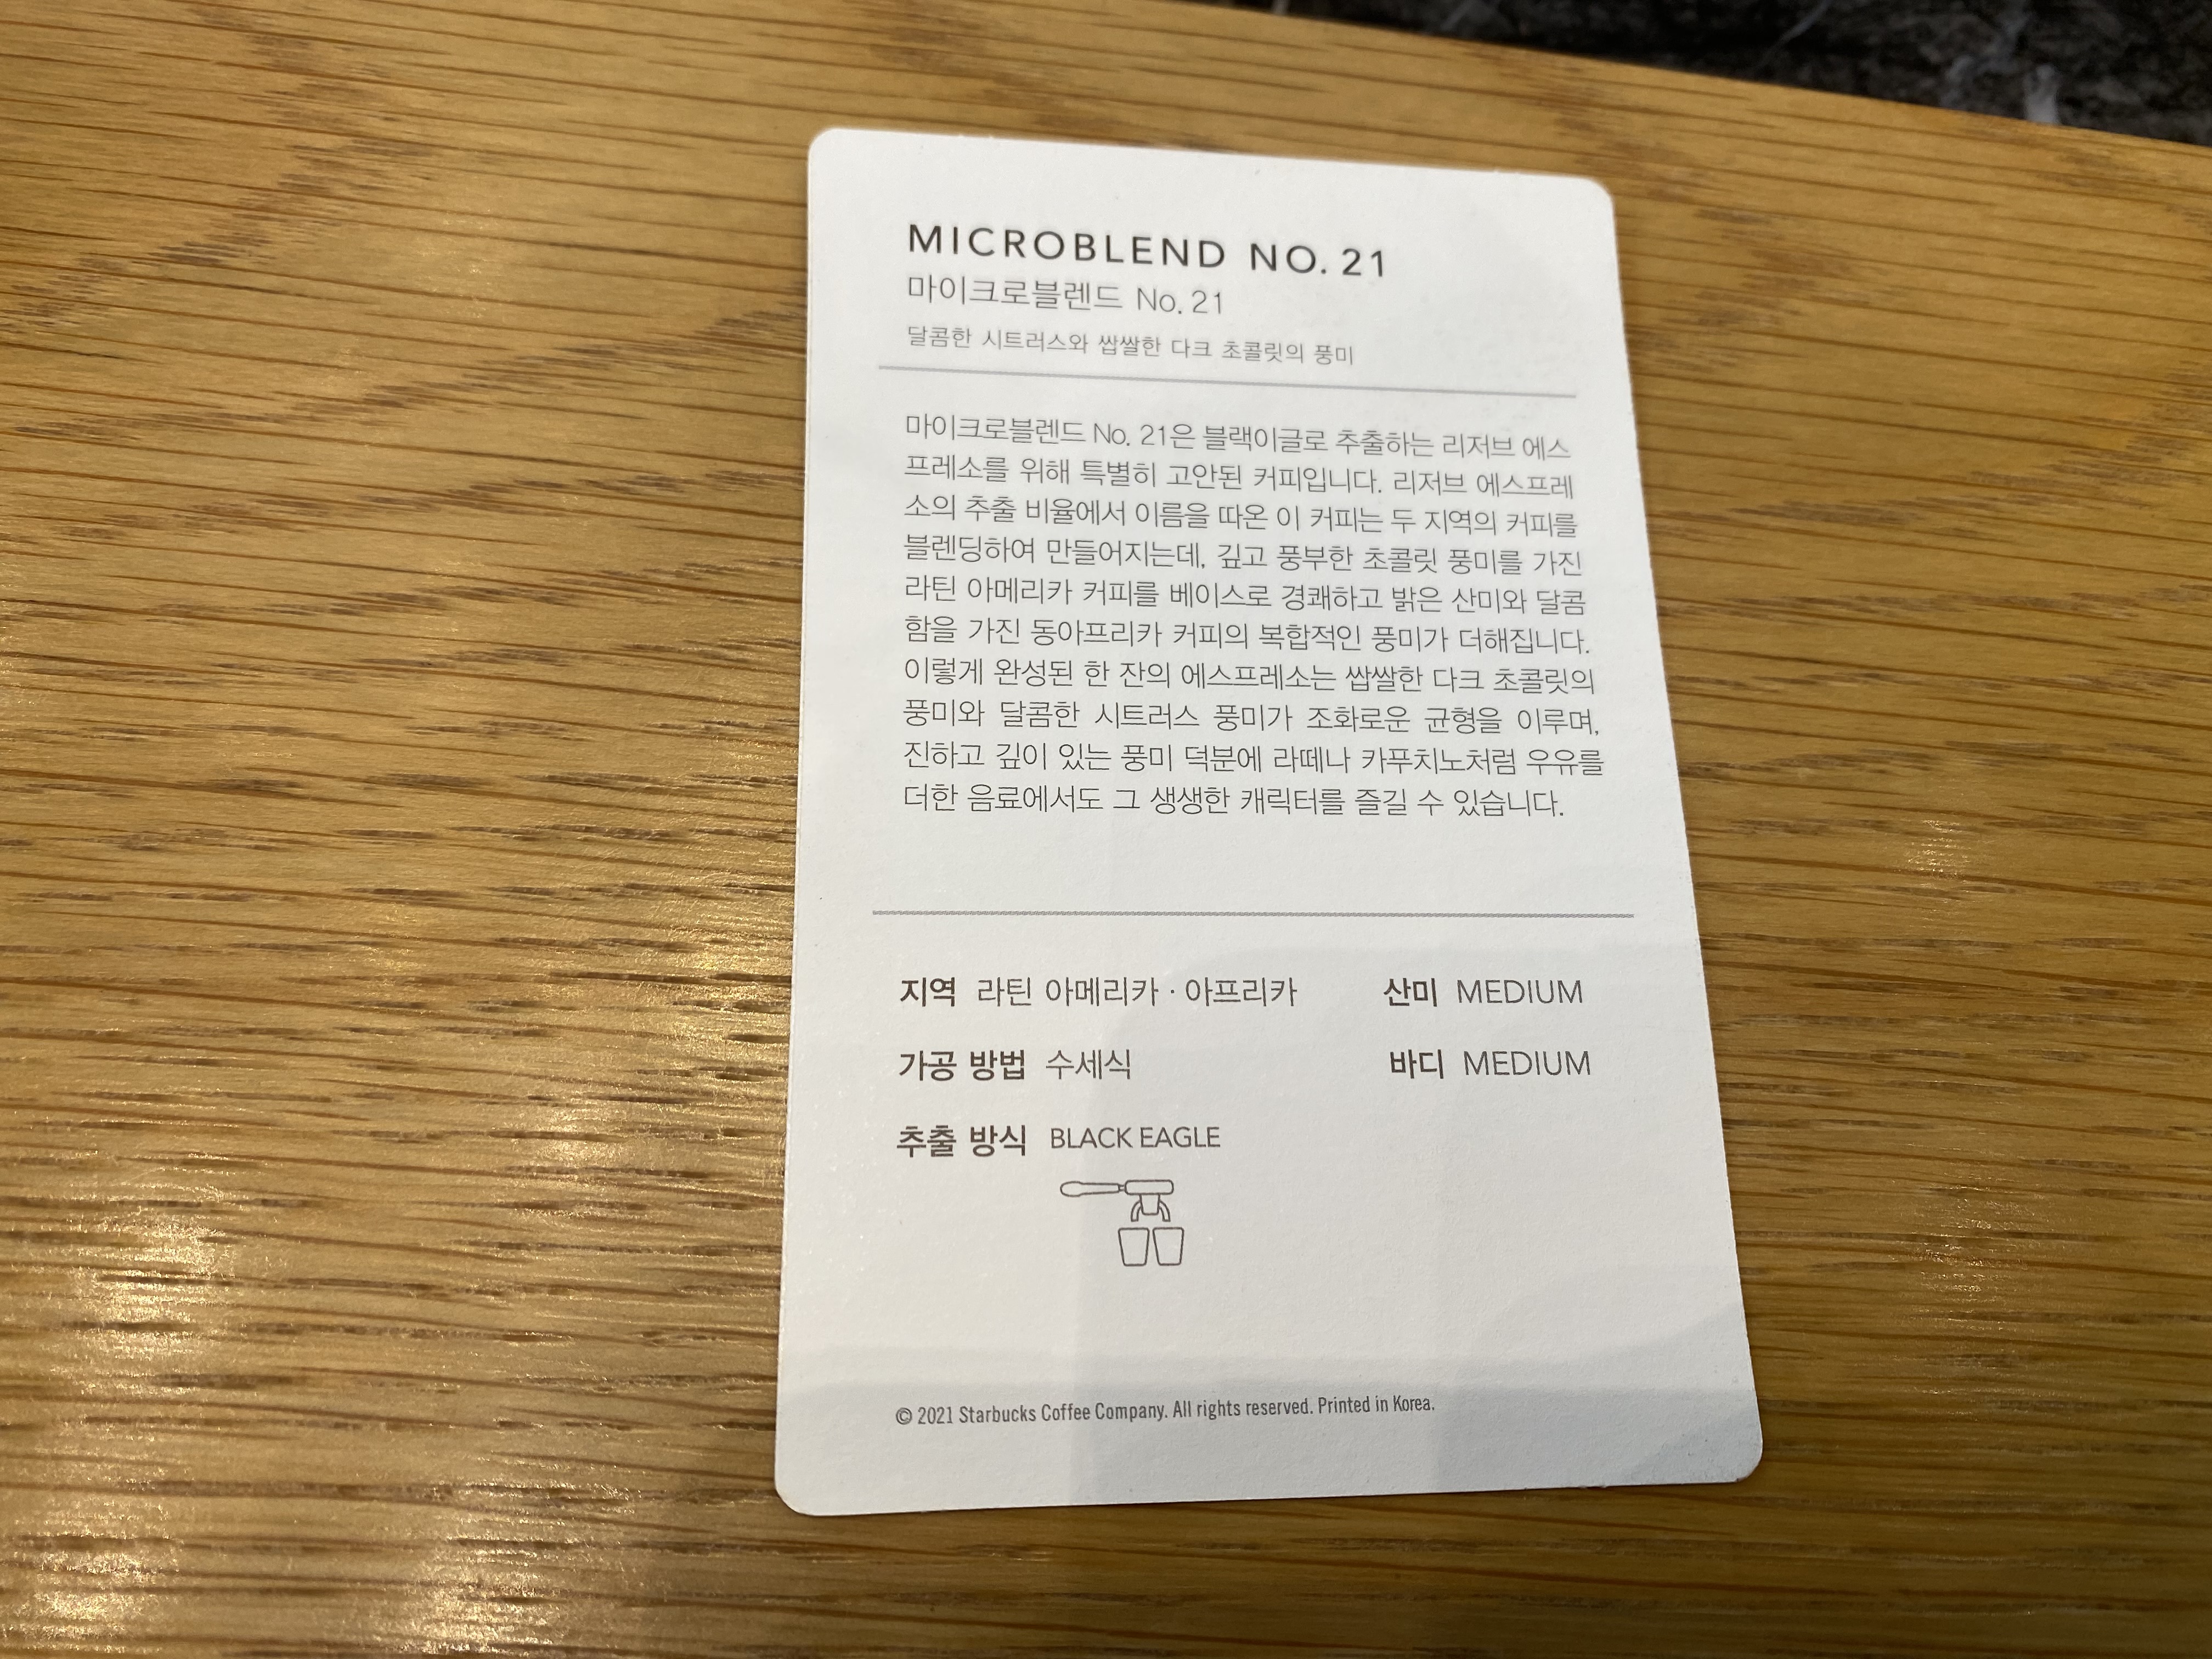 MICROBLEND NO. 21
마이크로블렌드 No. 21
달콤한 시트러스와 쌉쌀한 다크 초콜릿의 풍미
마이크로블렌드 No. 21은 블랙이글로 추출하는 리저브 에스
프레소를 위해 특별히 고안된 커피입니다. 리저브 에스프레
소의 추출 비율에서 이름을 따온 이 커피는 두 지역의 커피를
블렌딩하여 만들어지는데, 깊고 풍부한 초콜릿 풍미를 가진
라틴 아메리카 커피를 베이스로 경쾌하고 밝은 산미와 달콤
함을 가진 동아프리카 커피의 복합적인 풍미가 더해집니다.
이렇게 완성된 한 잔의 에스프레소는 쌉쌀한 다크 초콜릿의
풍미와 달콤한 시트러스 풍미가 조화로운 균형을 이루며,
진하고 깊이 있는 풍미 덕분에 라떼나 카푸치노처럼 우유를
더한 음료에서도 그 생생한 캐릭터를 즐길 수 있습니다.
지역 라틴 아메리카 · 아프리카 산미 MEDIUM
가공 방법 수세식 바디 MEDIUM
추출 방식 BLACK EAGLE
© 2021 Starbucks Coffee Company. All rights reserved. Printed in Korea.